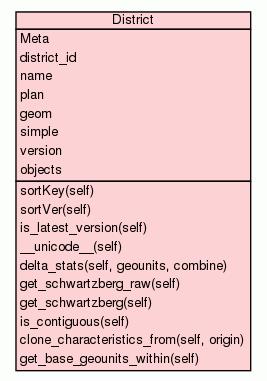 District
Meta
district_id
name
plan
geom
simple
version
objects
sortKey(self)
sortVer(self)
is_latest_version(self)
__unicode__(self)
delta_stats(self, geounits, combine)
get_schwartzberg_raw(self)
get_schwartzberg(self)
is_contiguous(self)
clone_characteristics_from(self, origin)
get_base_geounits_within(self)